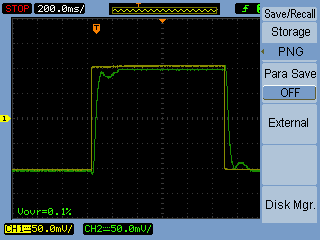 STOP 200.0ms/
T
Save/Recall
Storage
PNG
T
Para Save
OFF
1
External
Vovr=0.1%
Disk Mgr.
CH1 50.0mV/ CH2 50.0mV/